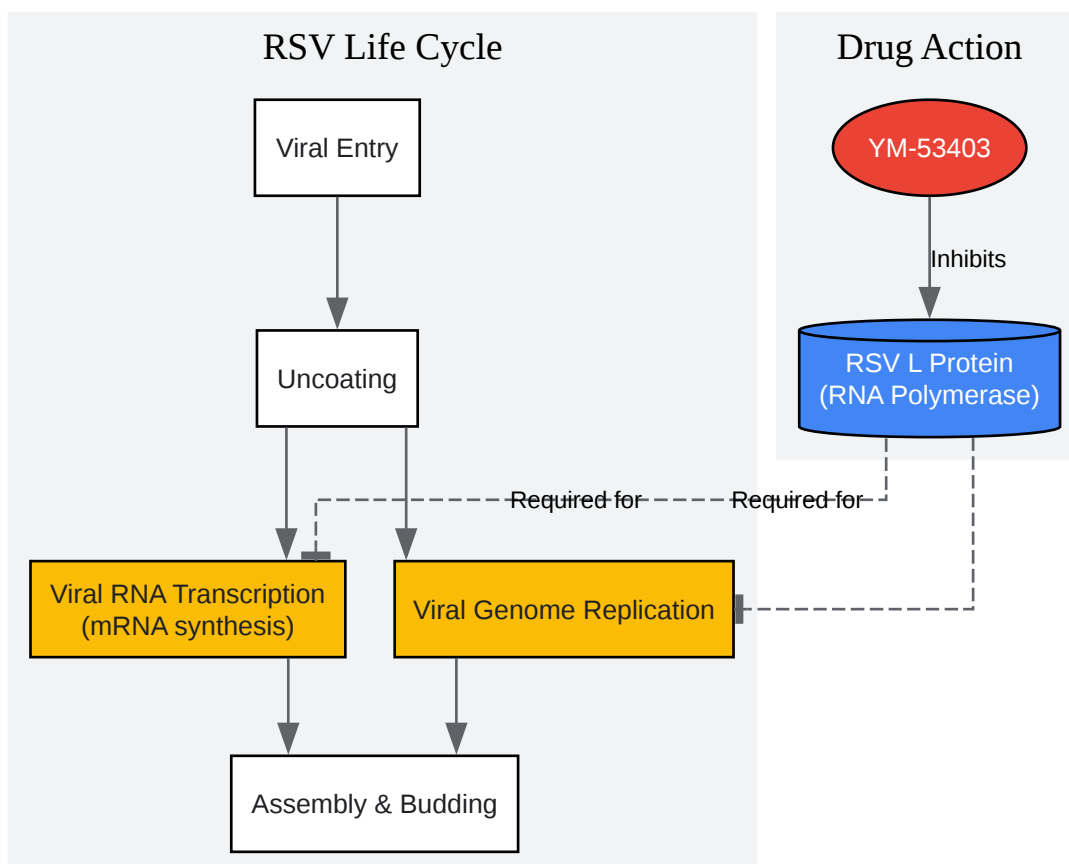 RSV Life Cycle
Viral Entry
Uncoating
Viral RNA Transcription
(mRNA synthesis)
Viral Genome Replication
Assembly & Budding
Drug Action
YM-53403
Inhibits
RSV L Protein
(RNA Polymerase)
Required for
Required for